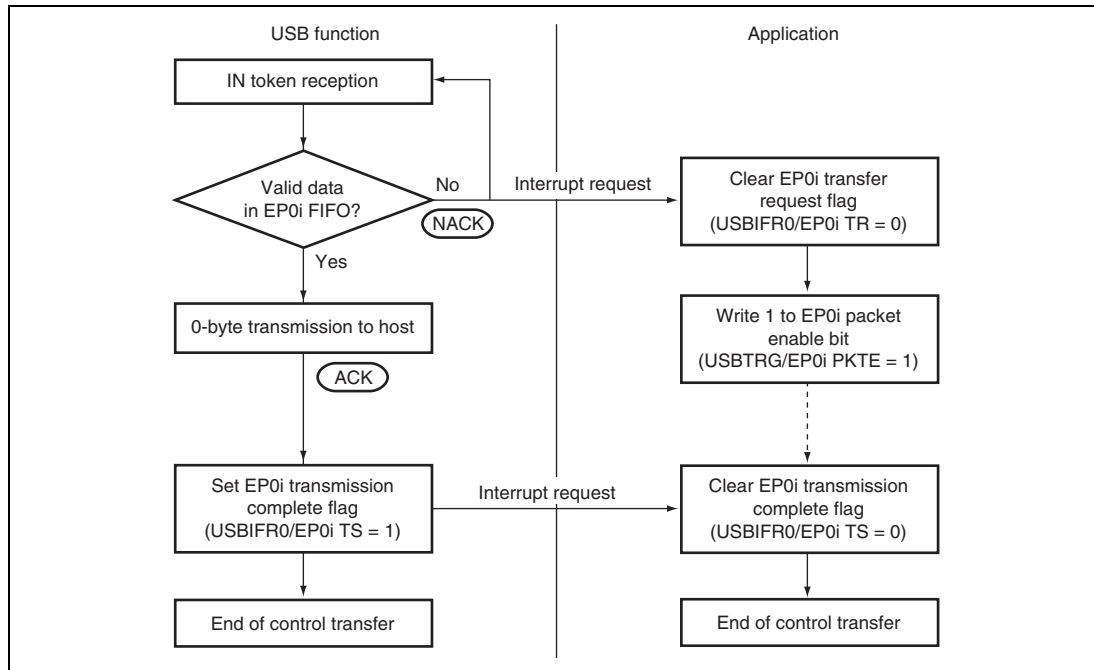 USB function
Application
IN token reception
Valid data
in EP0i FIFO?
No
NACK
Interrupt request
Clear EP0i transfer
request flag
(USBIFR0/EP0i TR = 0)
Yes
0-byte transmission to host
Write 1 to EP0i packet
enable bit
(USBTRG/EP0i PKTE = 1)
ACK
Set EP0i transmission
complete flag
(USBIFR0/EP0i TS = 1)
Interrupt request
Clear EP0i transmission
complete flag
(USBIFR0/EP0i TS = 0)
End of control transfer
End of control transfer